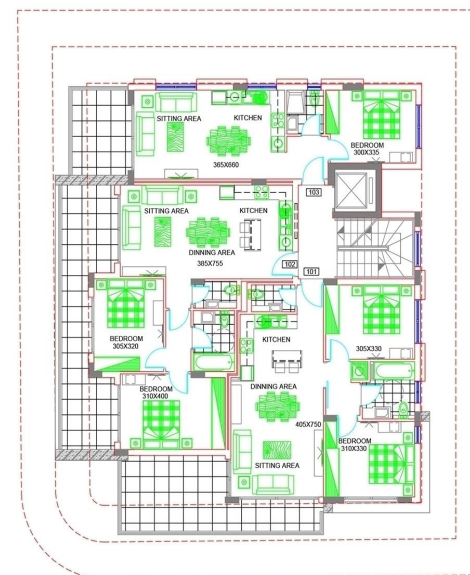 SITTING AREA
KITCHEN
365X660
BEDROOM
300X335
103
SITTING AREA
KITCHEN
DINNING AREA
385X755
102
101
BEDROOM
305X320
KITCHEN
305X330
DINNING AREA
BEDROOM
310X400
405X750
BEDROOM
310X330
SITTING AREA